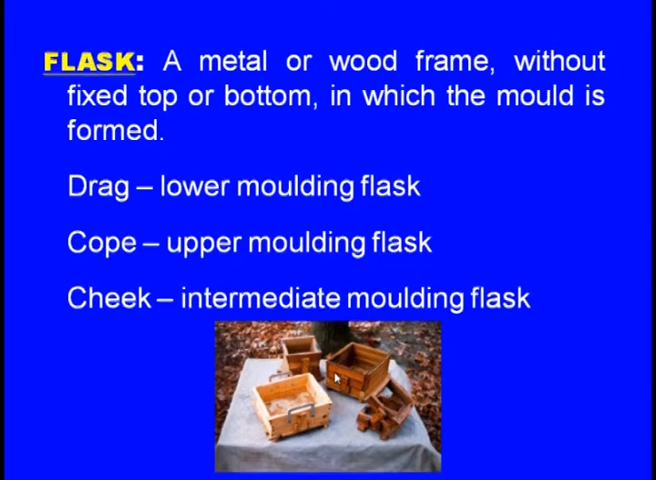 FLASK: A metal or wood frame, without
fixed top or bottom, in which the mould is
formed.
Drag – lower moulding flask
Cope – upper moulding flask
Cheek – intermediate moulding flask